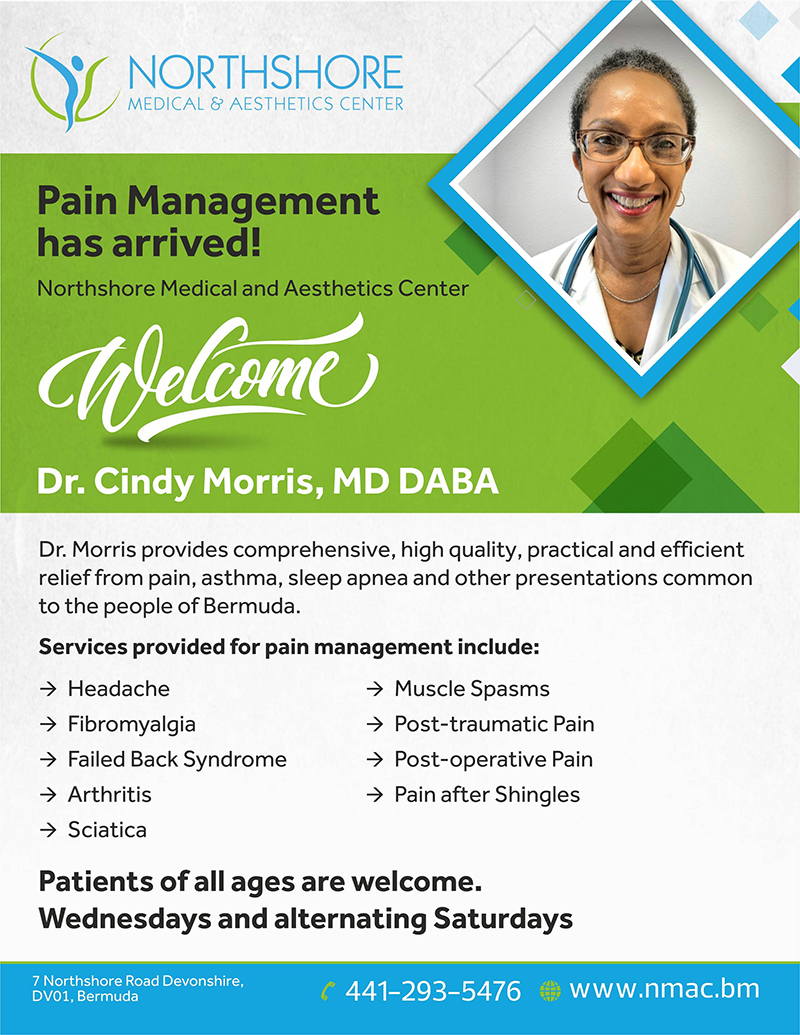 NORTHSHORE
MEDICAL & AESTHETICS CENTER
Pain Management
has arrived!
Northshore Medical and Aesthetics Center
Welcome
Dr. Cindy Morris, MD DABA
Dr. Morris provides comprehensive, high quality, practical and efficient
relief from pain, asthma, sleep apnea and other presentations common
to the people of Bermuda.
Services provided for pain management include:
→ Headache
→ Fibromyalgia
→ Failed Back Syndrome
→ Arthritis
→ Sciatica
→ Muscle Spasms
→ Post-traumatic Pain
→ Post-operative Pain
→ Pain after Shingles
Patients of all ages are welcome.
Wednesdays and alternating Saturdays
7 Northshore Road Devonshire,
DV01, Bermuda
441-293-5476
www.nmac.bm